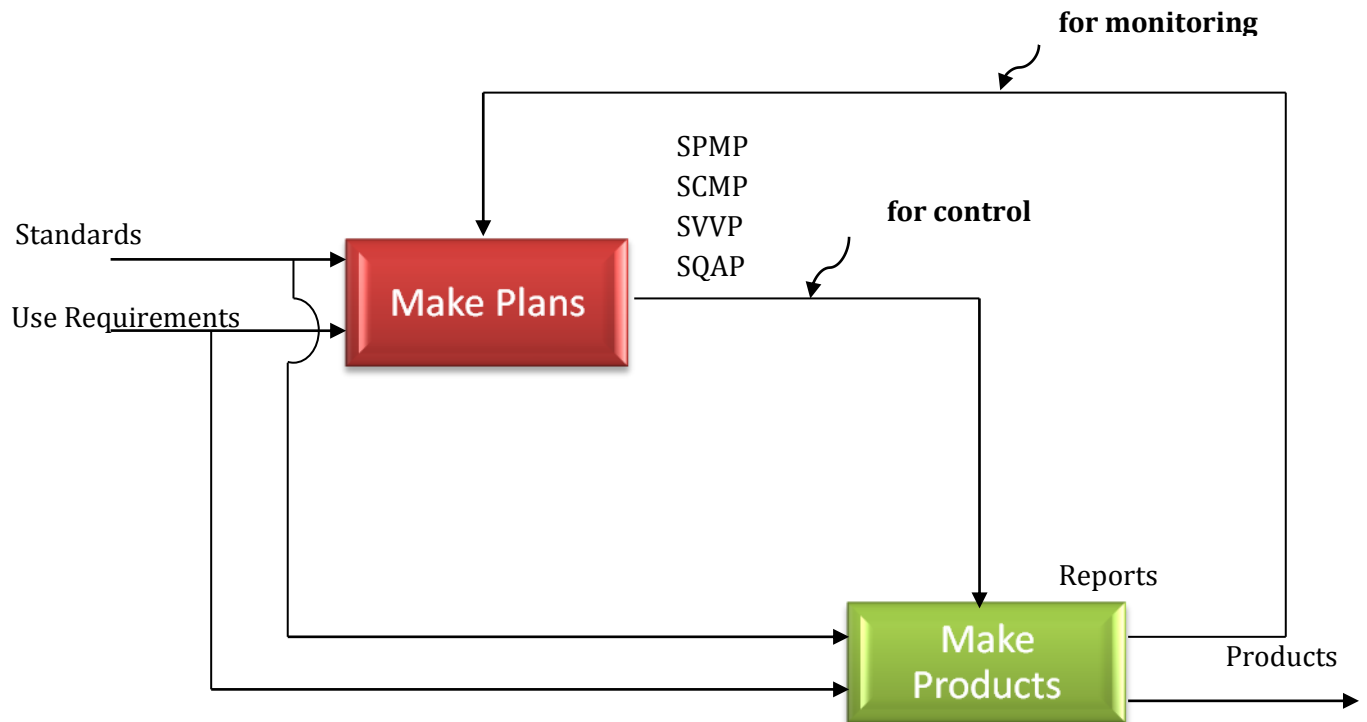 for monitoring
SPMP
SCMP
SVVP
SQAP
for control
Standards
Use Requirements
Make Plans
Reports
Make
Products
Products